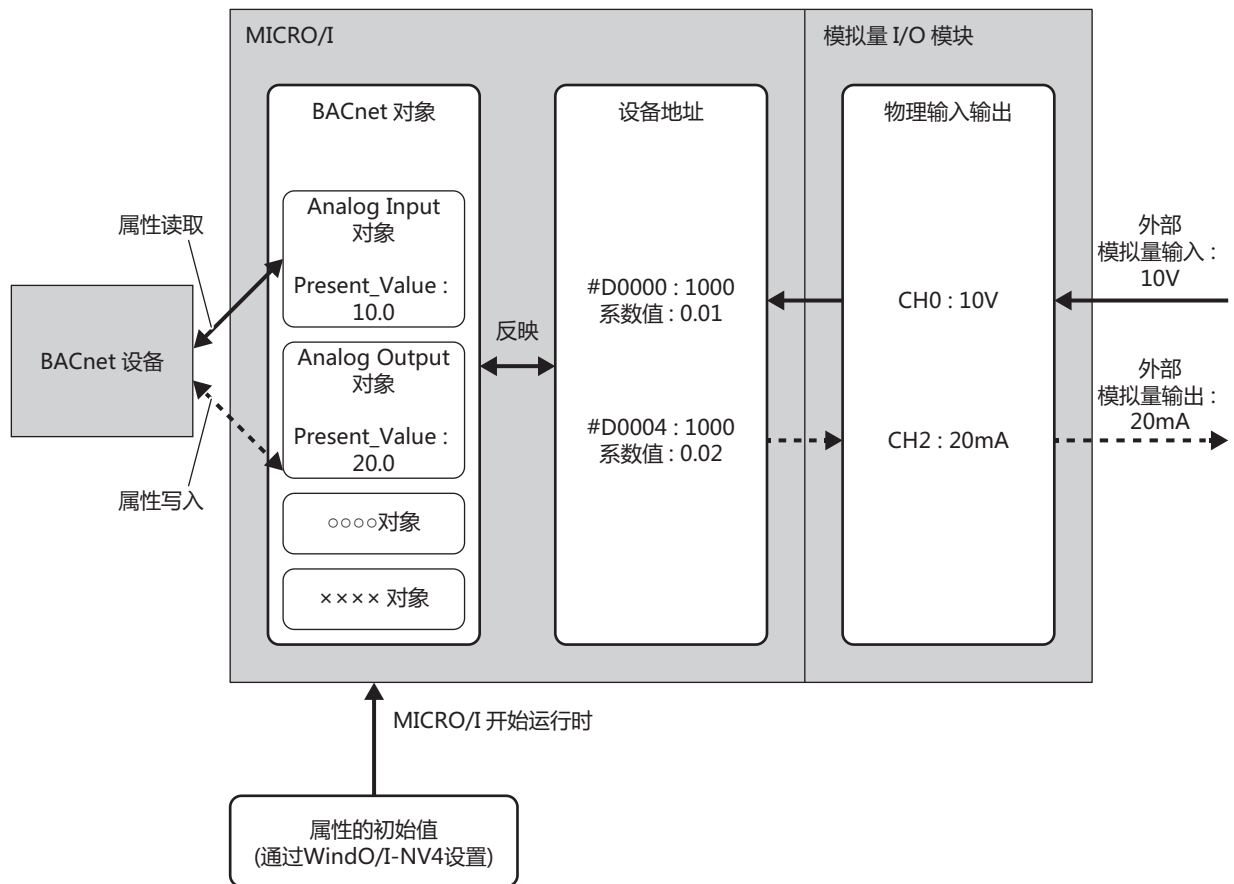 MICRO/I
模拟量 I/O 模块
BACnet 对象
设备地址
物理输入输出
属性读取
Analog Input
对象
Present_Value :
10.0
#D0000 : 1000
系数值 : 0.01
CH0 : 10V
外部
模拟量输入 :
10V
BACnet 设备
反映
Analog Output
对象
Present_Value :
20.0
#D0004 : 1000
系数值 : 0.02
CH2 : 20mA
外部
模拟量输出 :
20mA
属性写入
○○○○对象
×××× 对象
MICRO/I 开始运行时
属性的初始值
(通过WindO/I-NV4设置)